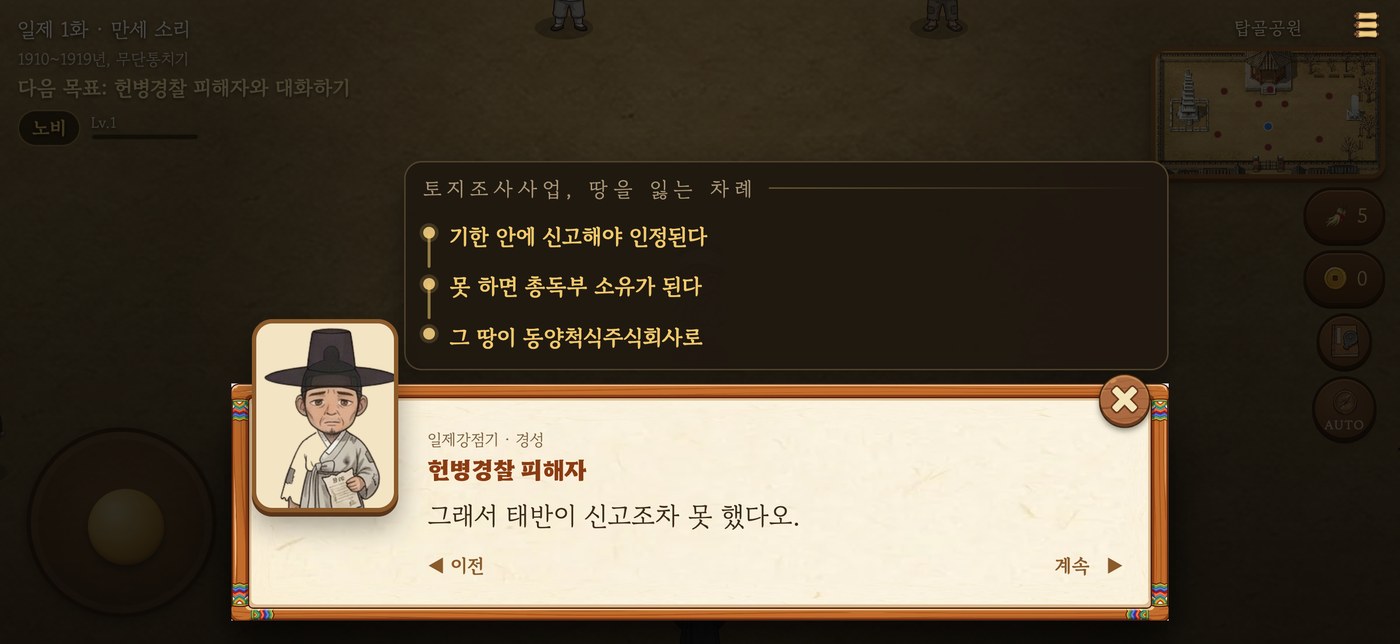 일제 1화 · 만세 소리
1910~1919년, 무단통치기
다음 목표: 헌병경찰 피해자와 대화하기
노비 Lv.1
탑골공원
5
0
AUTO
토지조사사업, 땅을 잃는 차례
기한 안에 신고해야 인정된다
못 하면 총독부 소유가 된다
그 땅이 동양척식주식회사로
일제강점기 · 경성
헌병경찰 피해자
그래서 태반이 신고조차 못 했다오.
◀ 이전
계속 ▶